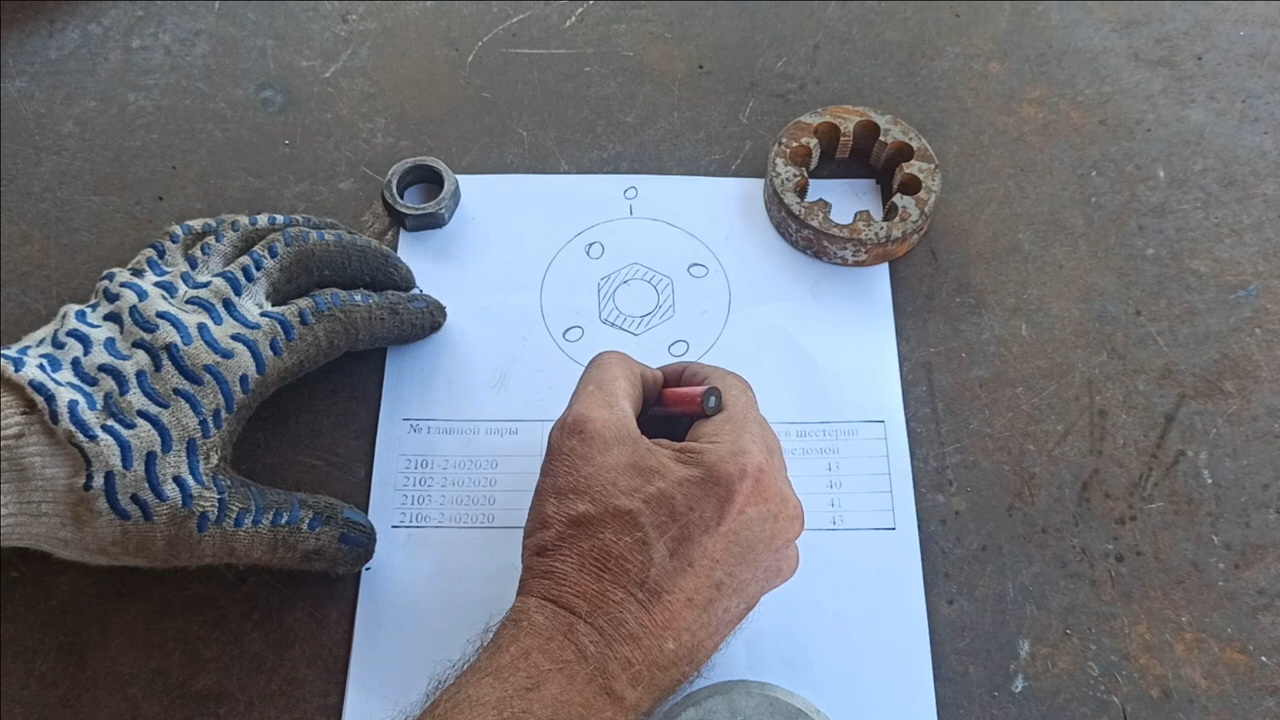 № главной пары
шестерни
ведомой
2101-2402020 43
2102-2402020 40
2103-2402020 41
2106-2402020 43